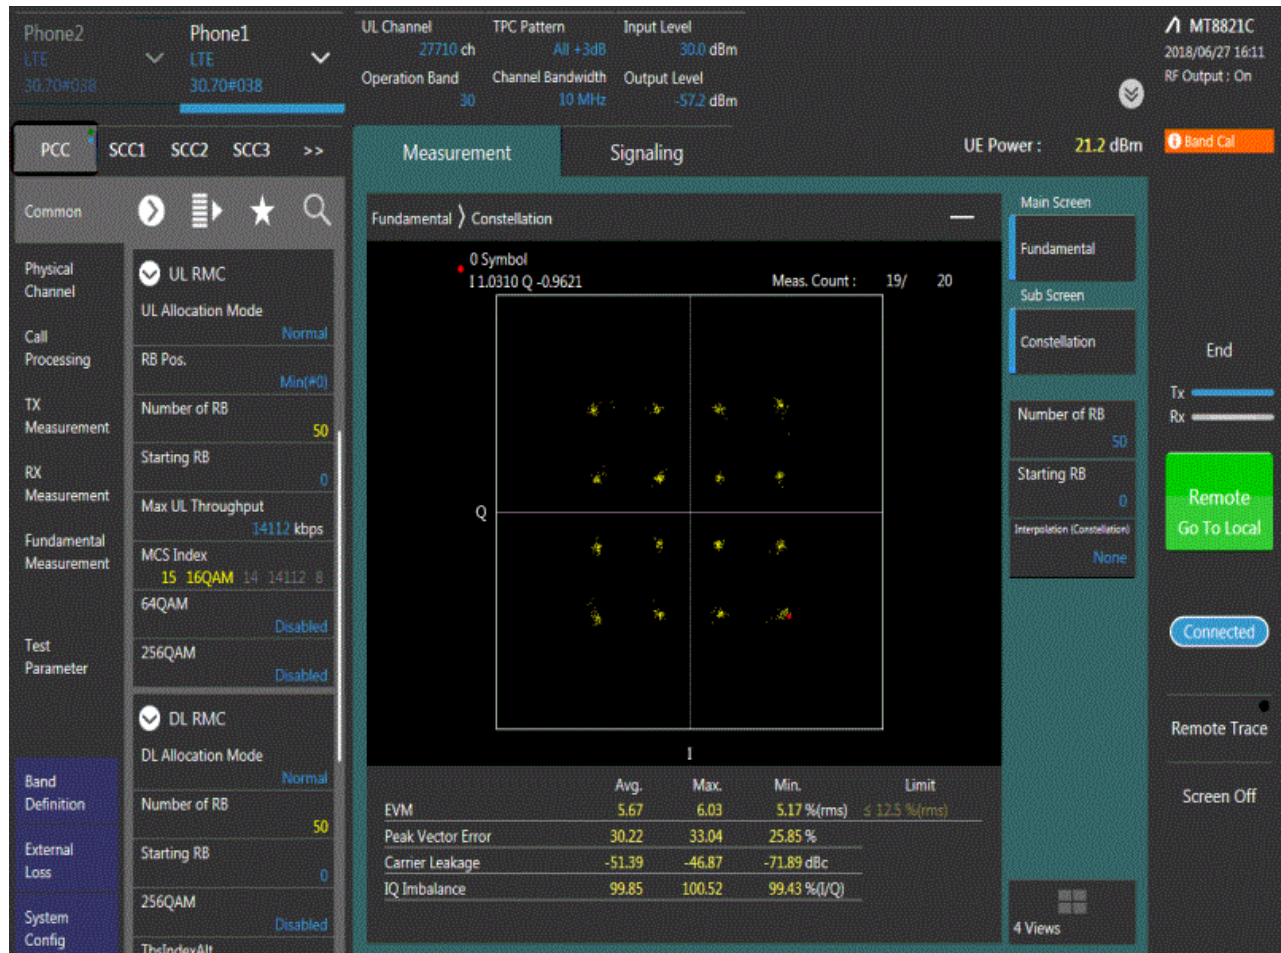 Phone2
LTE
30.70#038
Phone1
LTE
30.70#038
UL Channel
27710 ch
TPC Pattern
All +3dB
Input Level
30.0 dBm
Operation Band
30
Channel Bandwidth
10 MHz
Output Level
-57.2 dBm
MT8821C
2018/06/27 16:11
RF Output : On
PCC SCC1 SCC2 SCC3 >>
Measurement
Signaling
UE Power : 21.2 dBm
Band Cal
Common
Physical
Channel
Call
Processing
TX
Measurement
RX
Measurement
Fundamental
Measurement
Test
Parameter
Band
Definition
External
Loss
System
Config
UL RMC
UL Allocation Mode
Normal
RB Pos.
Min(#0)
Number of RB
50
Starting RB
0
Max UL Throughput
14112 kbps
MCS Index
15 16QAM 14 14112 8
64QAM
Disabled
256QAM
Disabled
DL RMC
DL Allocation Mode
Normal
Number of RB
50
Starting RB
0
256QAM
Disabled
TbsIndexAlt
Fundamental 〉 Constellation
0 Symbol
I 1.0310 Q -0.9621
Meas. Count : 19/ 20
Q
I
Avg. Max. Min. Limit
EVM 5.67 6.03 5.17 %(rms) ≤ 12.5 %(rms)
Peak Vector Error 30.22 33.04 25.85 %
Carrier Leakage -51.39 -46.87 -71.89 dBc
IQ Imbalance 99.85 100.52 99.43 %(I/Q)
Main Screen
Fundamental
Sub Screen
Constellation
Number of RB
50
Starting RB
0
Interpolation (Constellation)
None
4 Views
End
Tx
Rx
Remote
Go To Local
Connected
Remote Trace
Screen Off